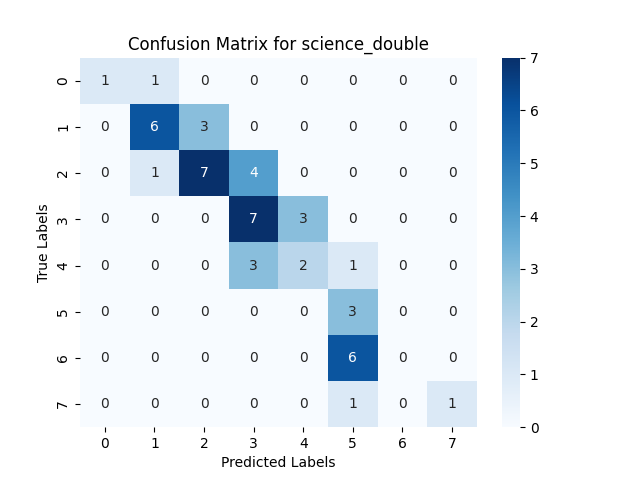 Confusion Matrix for science_double
0 1 1 0 0 0 0 0 0
1 0 6 3 0 0 0 0 0
2 0 1 7 4 0 0 0 0
3 0 0 0 7 3 0 0 0
4 0 0 0 3 2 1 0 0
5 0 0 0 0 0 3 0 0
6 0 0 0 0 0 6 0 0
7 0 0 0 0 0 1 0 1
0 1 2 3 4 5 6 7
True Labels
Predicted Labels
7
6
5
4
3
2
1
0